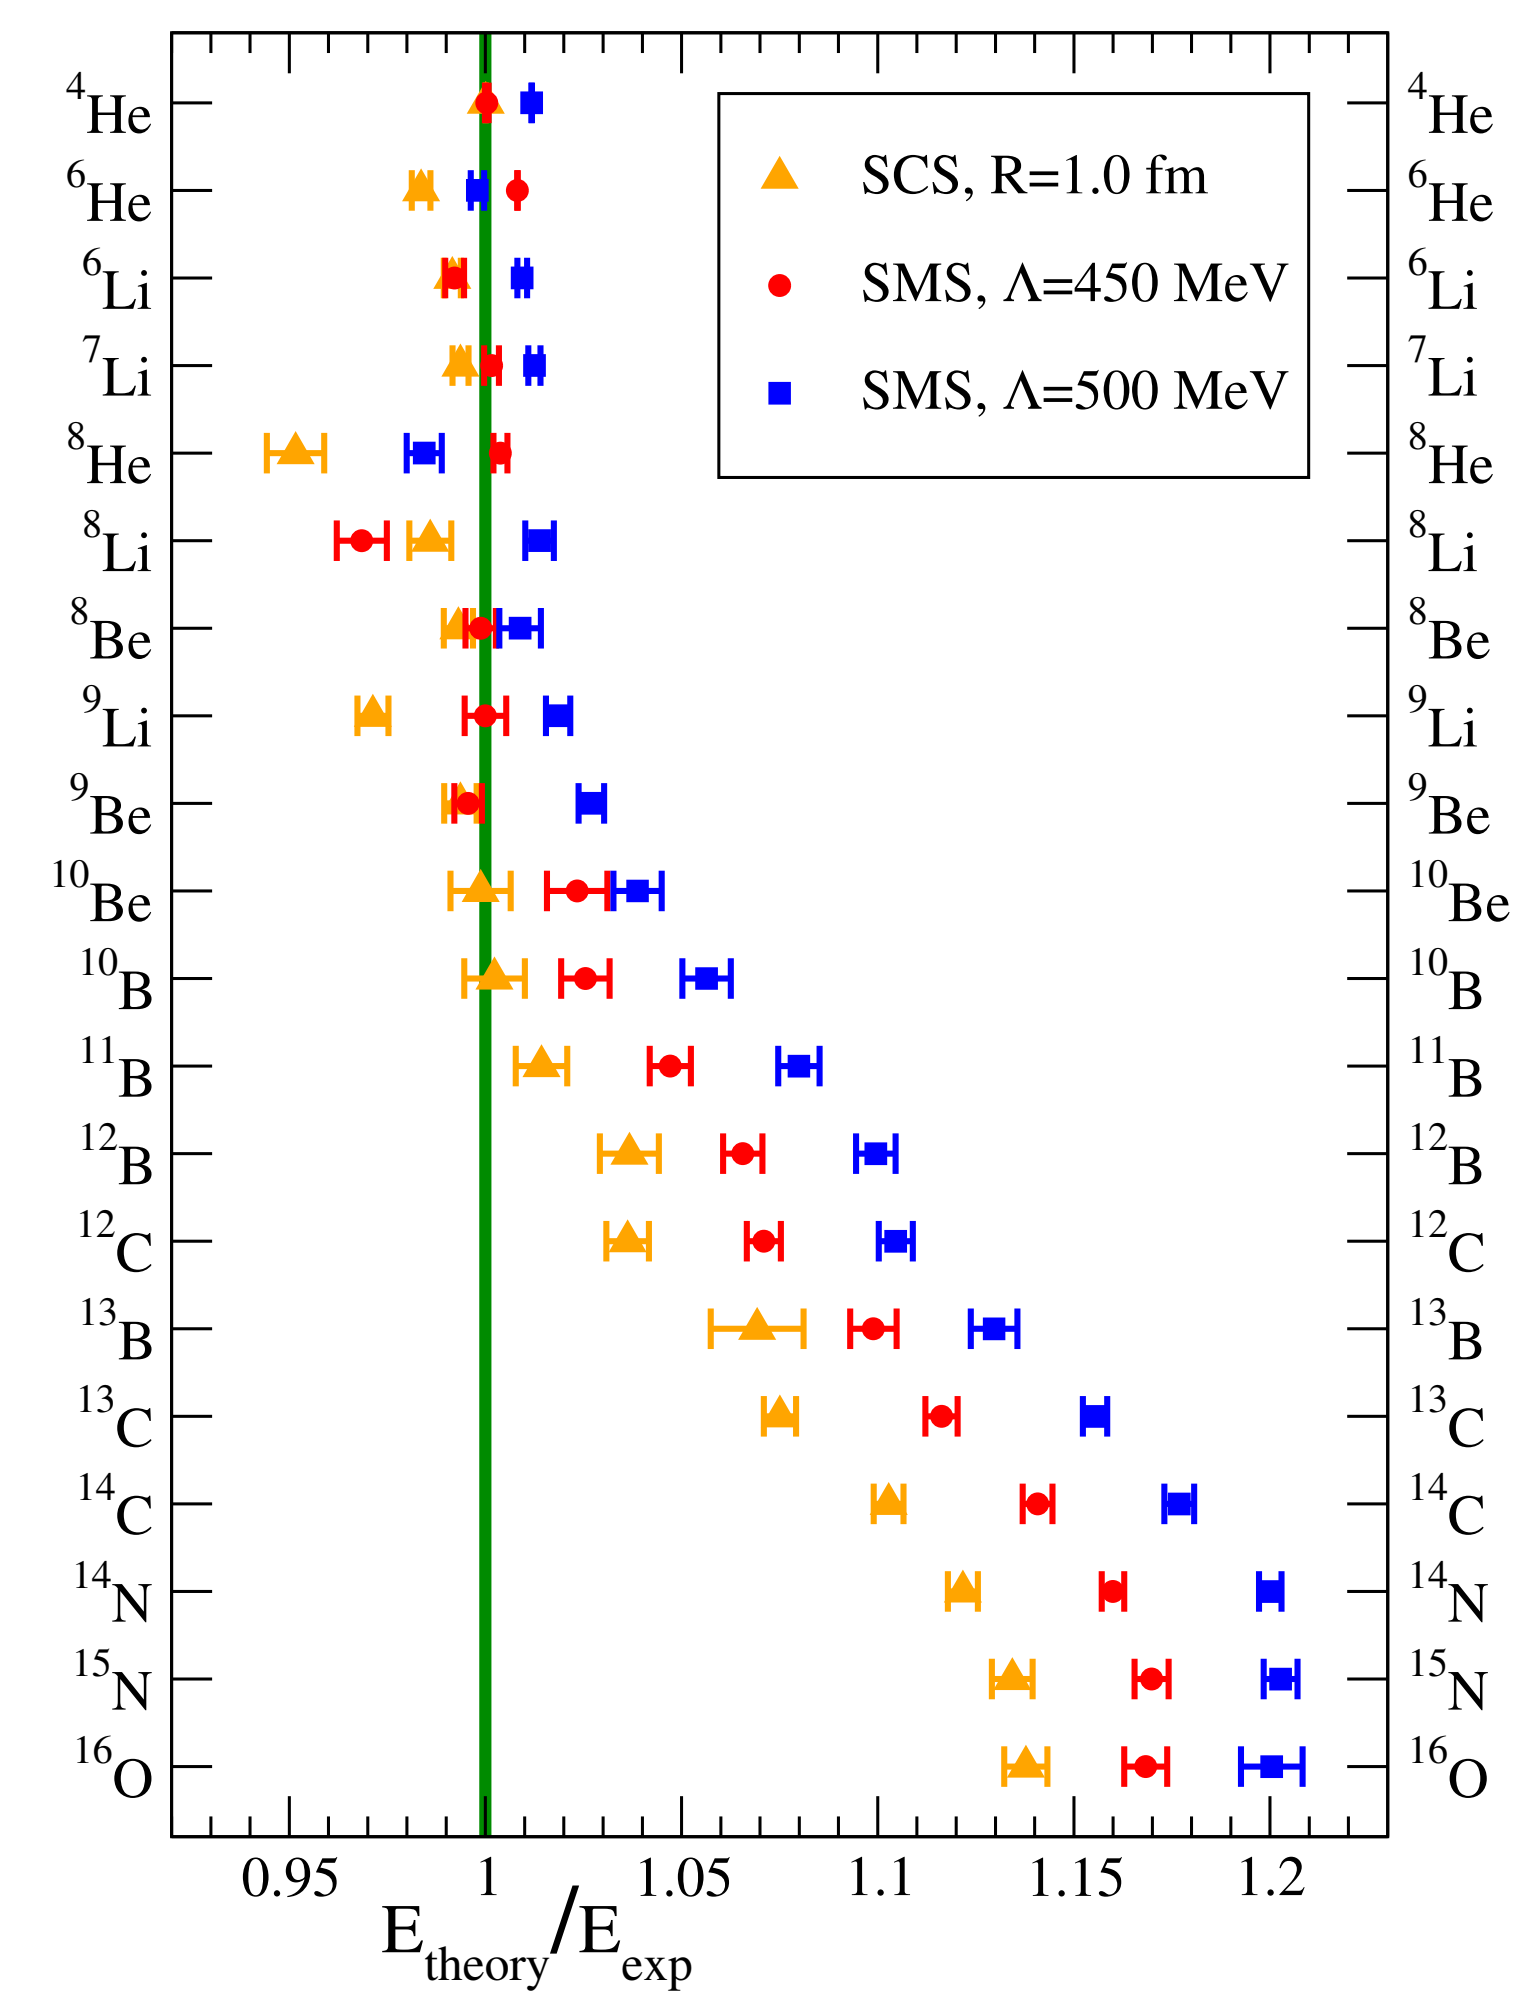 ⁴He ⁴He
SCS, R=1.0 fm
⁶He ⁶He
⁶Li SMS, Λ=450 MeV ⁶Li
⁷Li SMS, Λ=500 MeV ⁷Li
⁸He ⁸He
⁸Li ⁸Li
⁸Be ⁸Be
⁹Li ⁹Li
⁹Be ⁹Be
¹⁰Be ¹⁰Be
¹⁰B ¹⁰B
¹¹B ¹¹B
¹²B ¹²B
¹²C ¹²C
¹³B ¹³B
¹³C ¹³C
¹⁴C ¹⁴C
¹⁴N ¹⁴N
¹⁵N ¹⁵N
¹⁶O ¹⁶O
0.95 1 1.05 1.1 1.15 1.2
Etheory/Eexp